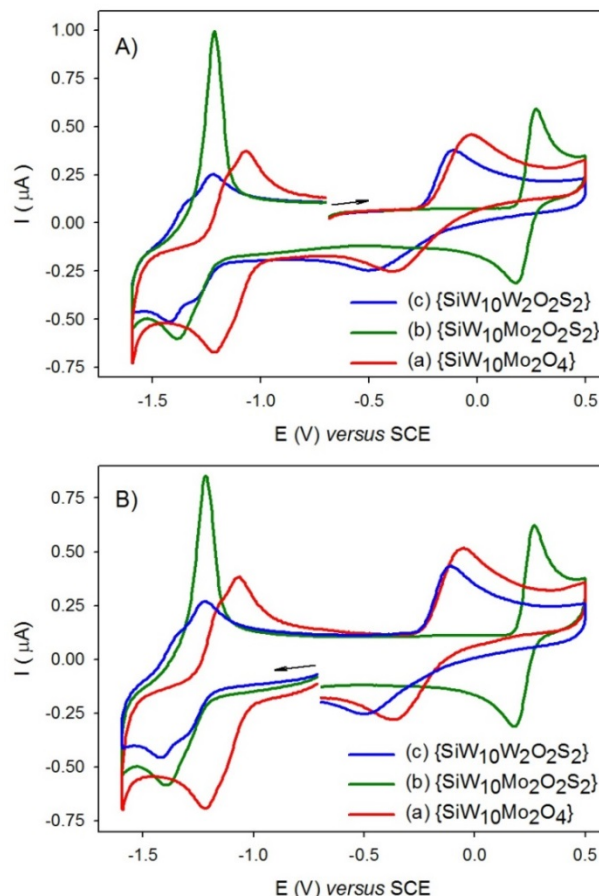 1.00
A)
0.75
0.50
0.25
0.00
-0.25
-0.50
-0.75
I ( μA)
(c) {SiW10W2O2S2}
(b) {SiW10Mo2O2S2}
(a) {SiW10Mo2O4}
-1.5 -1.0 -0.5 0.0 0.5
E (V) versus SCE
B)
0.75
0.50
0.25
0.00
-0.25
-0.50
-0.75
I ( μA)
(c) {SiW10W2O2S2}
(b) {SiW10Mo2O2S2}
(a) {SiW10Mo2O4}
-1.5 -1.0 -0.5 0.0 0.5
E (V) versus SCE